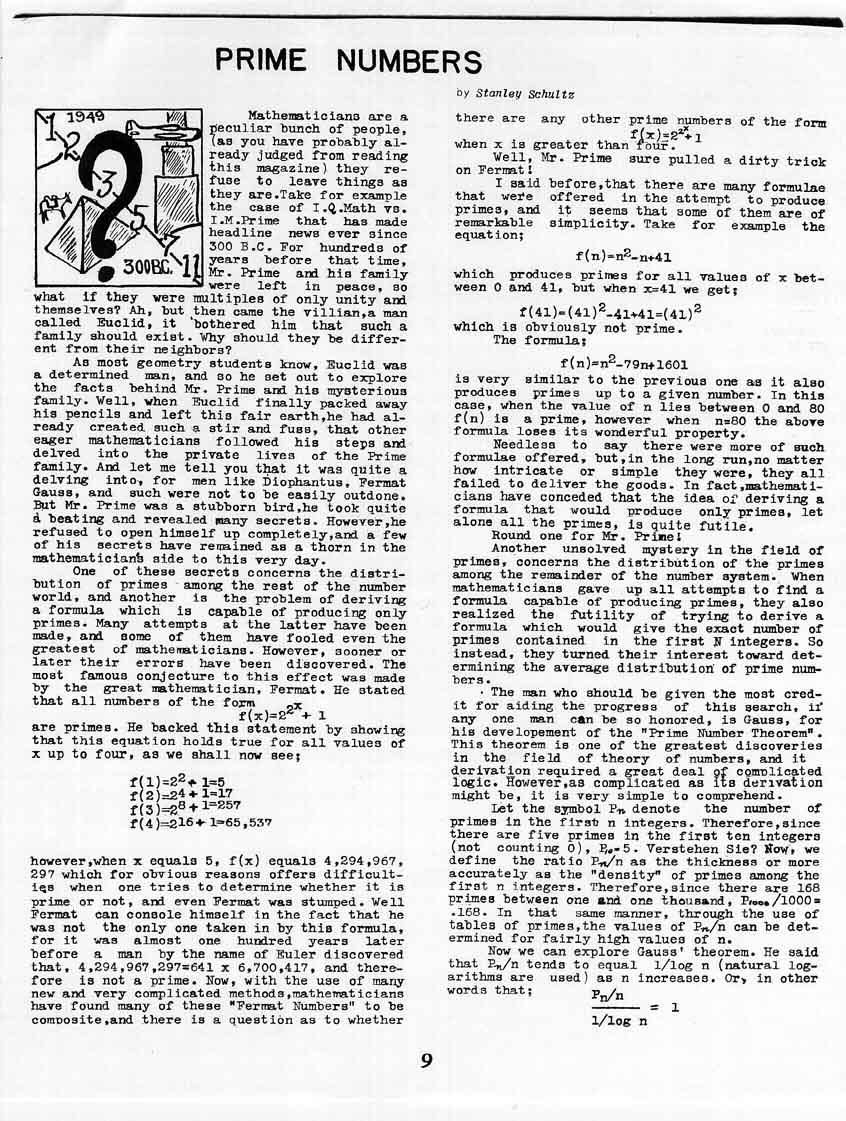 PRIME NUMBERS
by Stanley Schultz
1949
1
2
3
5
7
11
300BC.
?
Mathematicians are a
peculiar bunch of people,
(as you have probably al-
ready judged from reading
this magazine) they re-
fuse to leave things as
they are.Take for example
the case of I.Q.Math vs.
I.M.Prime that has made
headline news ever since
300 B.C. For hundreds of
years before that time,
Mr. Prime and his family
were left in peace, so
what if they were multiples of only unity and
themselves? Ah, but then came the villian,a man
called Euclid, it bothered him that such a
family should exist. Why should they be differ-
ent from their neighbors?
As most geometry students know, Euclid was
a determined man, and so he set out to explore
the facts behind Mr. Prime and his mysterious
family. Well, when Euclid finally packed away
his pencils and left this fair earth,he had al-
ready created such a stir and fuss, that other
eager mathematicians followed his steps and
delved into the private lives of the Prime
family. And let me tell you that it was quite a
delving into, for men like Diophantus, Fermat
Gauss, and such were not to be easily outdone.
But Mr. Prime was a stubborn bird,he took quite
a beating and revealed many secrets. However,he
refused to open himself up completely,and a few
of his secrets have remained as a thorn in the
mathematician's side to this very day.
One of these secrets concerns the distri-
bution of primes among the rest of the number
world, and another is the problem of deriving
a formula which is capable of producing only
primes. Many attempts at the latter have been
made, and some of them have fooled even the
greatest of mathematicians. However, sooner or
later their errors have been discovered. The
most famous conjecture to this effect was made
by the great mathematician, Fermat. He stated
that all numbers of the form
f(x)=2^2^x + 1
are primes. He backed this statement by showing
that this equation holds true for all values of
x up to four, as we shall now see;
f(1)=2^2+ 1=5
f(2)=2^4+ 1=17
f(3)=2^8+ 1=257
f(4)=2^16+ 1=65,537
however,when x equals 5, f(x) equals 4,294,967,
297 which for obvious reasons offers difficult-
ies when one tries to determine whether it is
prime or not, and even Fermat was stumped. Well
Fermat can console himself in the fact that he
was not the only one taken in by this formula,
for it was almost one hundred years later
before a man by the name of Euler discovered
that, 4,294,967,297=641 x 6,700,417, and there-
fore is not a prime. Now, with the use of many
new and very complicated methods,mathematicians
have found many of these "Fermat Numbers" to be
composite,and there is a question as to whether
there are any other prime numbers of the form
f(x)=2^2^x+1
when x is greater than four.
Well, Mr. Prime sure pulled a dirty trick
on Fermat!
I said before,that there are many formulae
that were offered in the attempt to produce
primes, and it seems that some of them are of
remarkable simplicity. Take for example the
equation;
f(n)=n^2-n+41
which produces primes for all values of x bet-
ween 0 and 41, but when x=41 we get;
f(41)=(41)^2-41+41=(41)^2
which is obviously not prime.
The formula;
f(n)=n^2-79n+1601
is very similar to the previous one as it also
produces primes up to a given number. In this
case, when the value of n lies between 0 and 80
f(n) is a prime, however when n=80 the above
formula loses its wonderful property.
Needless to say there were more of such
formulae offered, but,in the long run,no matter
how intricate or simple they were, they all
failed to deliver the goods. In fact,mathemati-
cians have conceded that the idea of deriving a
formula that would produce only primes, let
alone all the primes, is quite futile.
Round one for Mr. Prime!
Another unsolved mystery in the field of
primes, concerns the distribution of the primes
among the remainder of the number system. When
mathematicians gave up all attempts to find a
formula capable of producing primes, they also
realized the futility of trying to derive a
formula which would give the exact number of
primes contained in the first N integers. So
instead, they turned their interest toward det-
ermining the average distribution of prime num-
bers.
The man who should be given the most cred-
it for aiding the progress of this search, if
any one man can be so honored, is Gauss, for
his developement of the "Prime Number Theorem".
This theorem is one of the greatest discoveries
in the field of theory of numbers, and it
derivation required a great deal of complicated
logic. However,as complicated as its derivation
might be, it is very simple to comprehend.
Let the symbol Pn denote the number of
primes in the first n integers. Therefore,since
there are five primes in the first ten integers
(not counting 0), P10=5. Verstehen Sie? Now, we
define the ratio Pn/n as the thickness or more
accurately as the "density" of primes among the
first n integers. Therefore,since there are 168
primes between one and one thousand, P1000/1000=
.168. In that same manner, through the use of
tables of primes,the values of Pn/n can be det-
ermined for fairly high values of n.
Now we can explore Gauss' theorem. He said
that Pn/n tends to equal 1/log n (natural log-
arithms are used) as n increases. Or, in other
words that;
Pn/n
= 1
1/log n
9